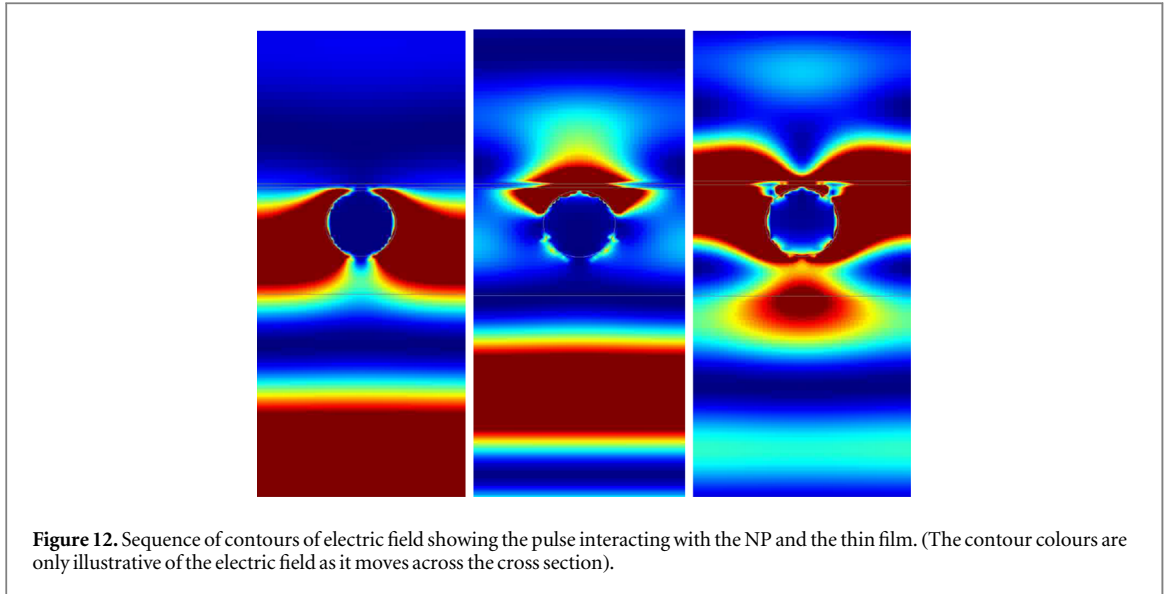 Figure 12. Sequence of contours of electric field showing the pulse interacting with the NP and the thin film. (The contour colours are
only illustrative of the electric field as it moves across the cross section).